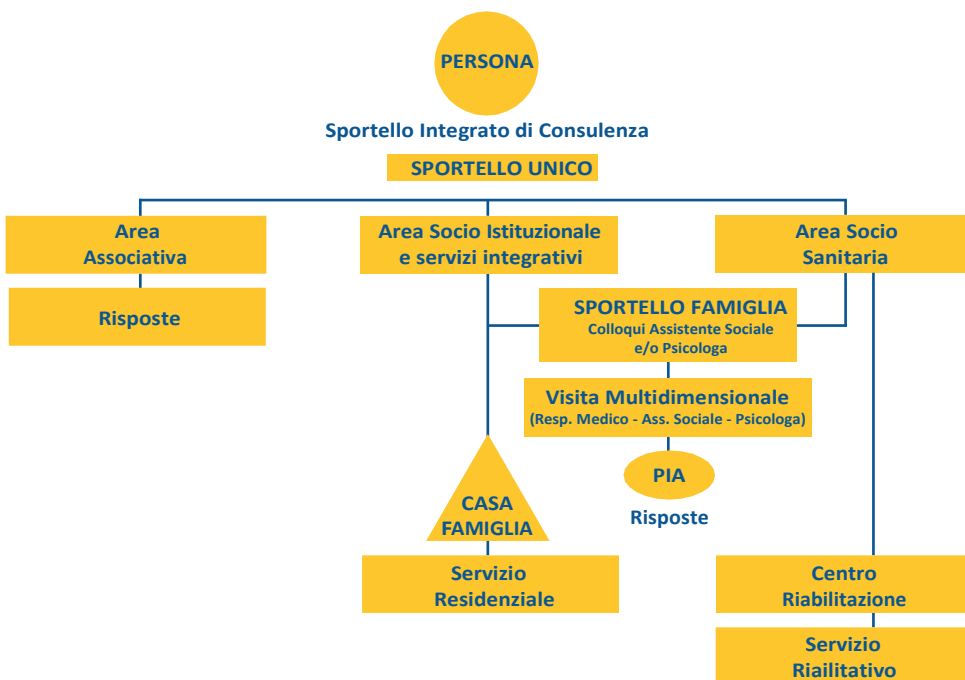 PERSONA
Sportello Integrato di Consulenza
SPORTELLO UNICO
Area
Associativa
Risposte
Area Socio Istituzionale
e servizi integrativi
Area Socio
Sanitaria
SPORTELLO FAMIGLIA
Colloqui Assistente Sociale
e/o Psicologa
Visita Multidimensionale
(Resp. Medico - Ass. Sociale - Psicologa)
PIA
Risposte
CASA
FAMIGLIA
Servizio
Residenziale
Centro
Riabilitazione
Servizio
Riailitativo